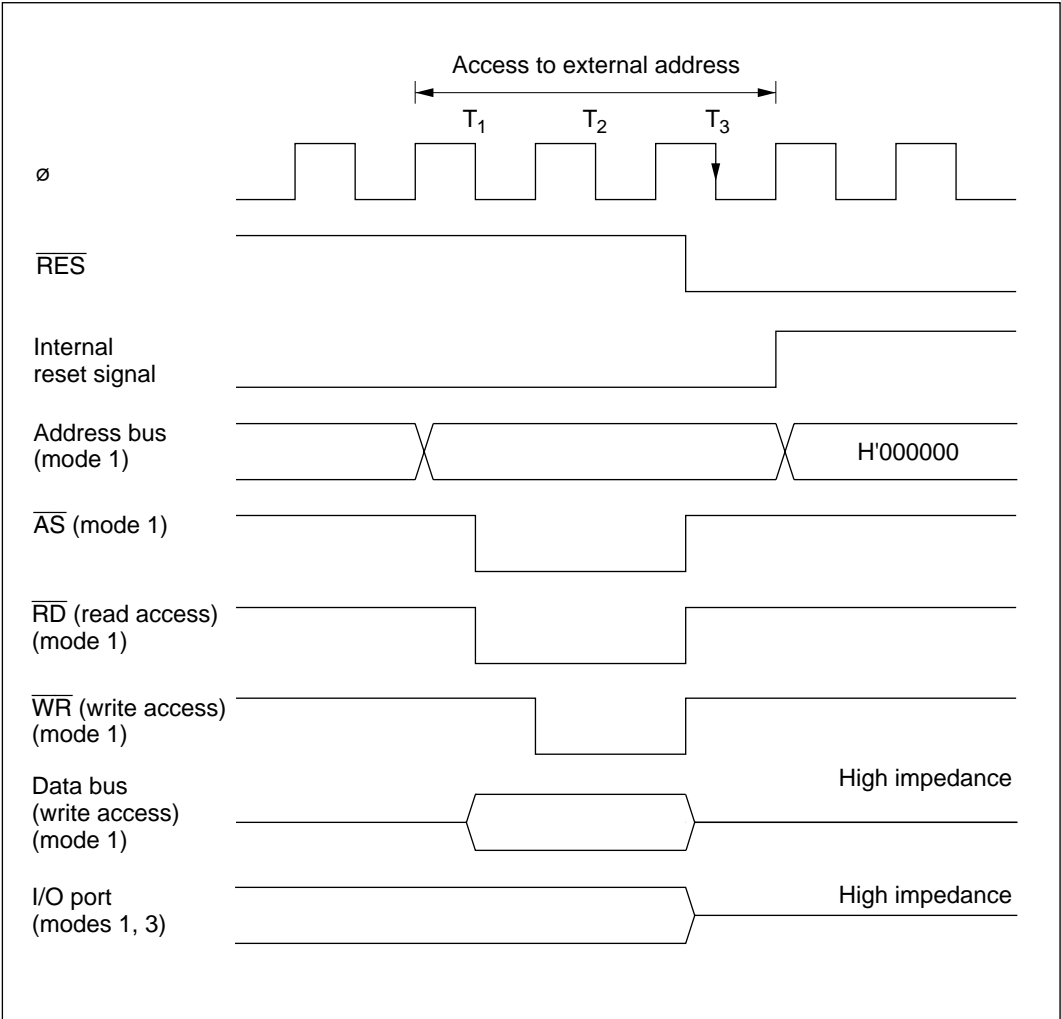 Access to external address
T1 T2 T3
ø
RES
Internal
reset signal
Address bus
(mode 1)
H'000000
AS (mode 1)
RD (read access)
(mode 1)
WR (write access)
(mode 1)
Data bus
(write access)
(mode 1)
High impedance
I/O port
(modes 1, 3)
High impedance